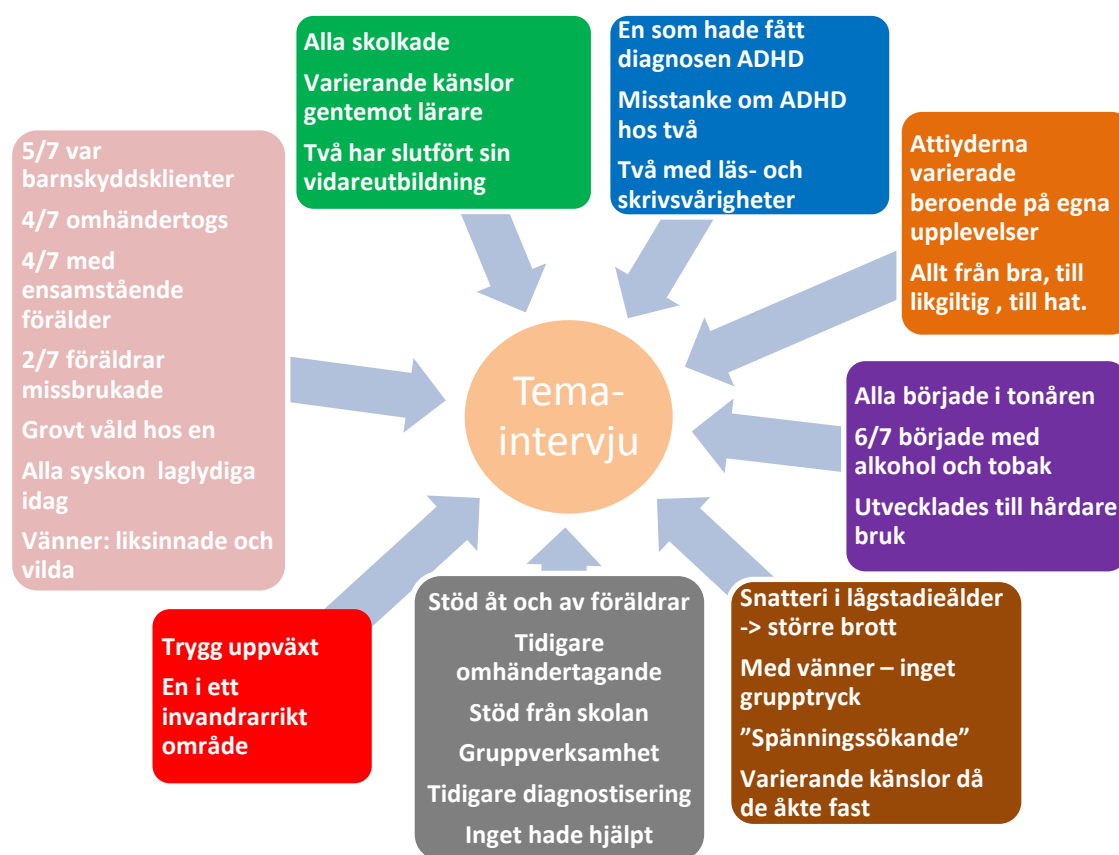 Alla skolkade
Varierande känslor
gentemot lärare
Två har slutfört sin
vidareutbildning
En som hade fått
diagnosen ADHD
Misstanke om ADHD
hos två
Två med läs- och
skrivsvårigheter
5/7 var
barnskyddsklienter
4/7 omhändertogs
4/7 med
ensamstående
förälder
2/7 föräldrar
missbrukade
Grovt våld hos en
Alla syskon laglydiga
idag
Vänner: liksinnade och
vilda
Attiyderna
varierade
beroende på egna
upplevelser
Allt från bra, till
likgiltig , till hat.
Tema-
intervju
Alla började i tonåren
6/7 började med
alkohol och tobak
Utvecklades till hårdare
bruk
Trygg uppväxt
En i ett
invandrarrikt
område
Stöd åt och av föräldrar
Tidigare
omhändertagande
Stöd från skolan
Gruppverksamhet
Tidigare diagnostisering
Inget hade hjälpt
Snatteri i lågstadieålder
-> större brott
Med vänner – inget
grupptryck
”Spänningssökande”
Varierande känslor då
de åkte fast